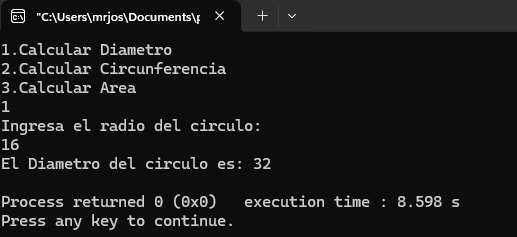 "C:\Users\mrjos\Documents\p
1.Calcular Diametro
2.Calcular Circunferencia
3.Calcular Area
1
Ingresa el radio del circulo:
16
El Diametro del circulo es: 32
Process returned 0 (0x0)   execution time : 8.598 s
Press any key to continue.